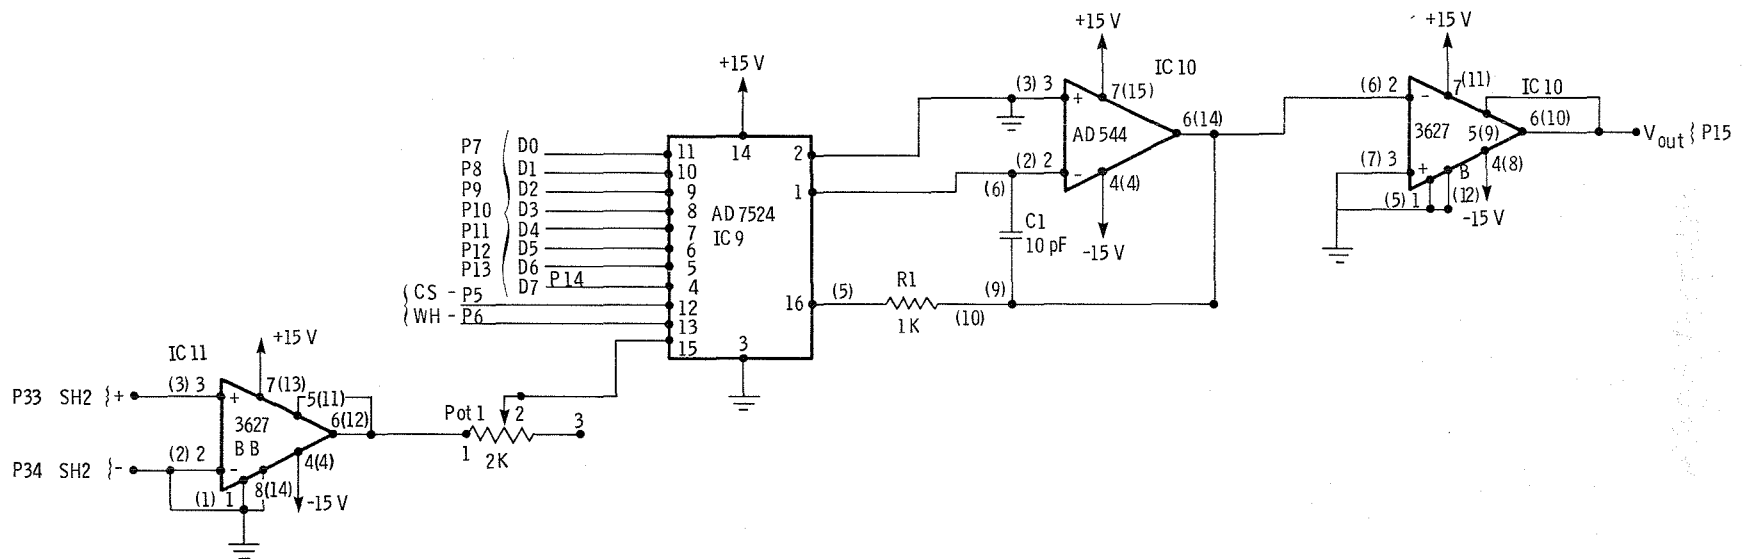 +15 V
+15 V
+15 V
(3) 3
7(15)
IC 10
+
AD 544
6(14)
(2) 2
-
4(4)
-15 V
(6)
C1
10 pF
(6) 2
7(11)
IC 10
-
3627
5(9)
6(10)
(7) 3
+
B
4(8)
(5) 1
(12)
-15 V
Vout } P15
P7 D0 11
P8 D1 10
P9 D2 9
P10 D3 8
P11 D4 7
P12 D5 6
P13 D6 5
D7 P14 4
CS - P5 12
WH - P6 13
15
14
2
1
AD 7524
IC 9
16
3
(5)
R1
1K
(9)
(10)
IC 11
+15 V
P33 SH2 }+
(3) 3
7(13)
+
5(11)
3627
BB
6(12)
P34 SH2 }-
(2) 2
-
4(4)
(1) 1
8(14)
-15 V
Pot 1
2
3
1
2K